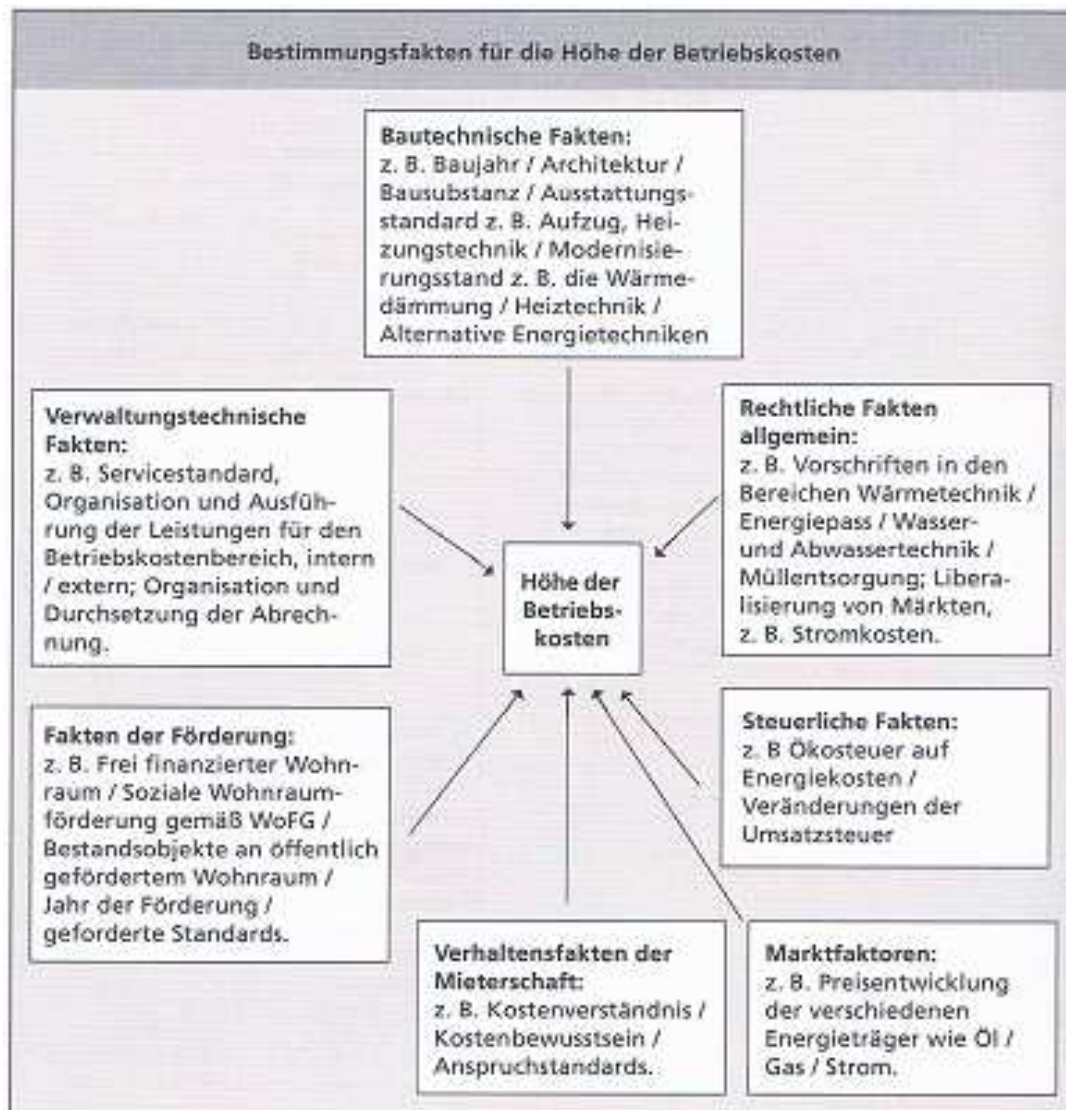 Bestimmungsfakten für die Höhe der Betriebskosten
Bautechnische Fakten:
z. B. Baujahr / Architektur /
Bausubstanz / Ausstattungs-
standard z. B. Aufzug, Hei-
zungstechnik / Modernisie-
rungsstand z. B. die Wärme-
dämmung / Heiztechnik /
Alternative Energietechniken
Verwaltungstechnische
Fakten:
z. B. Servicestandard,
Organisation und Ausfüh-
rung der Leistungen für den
Betriebskostenbereich, intern
/ extern; Organisation und
Durchsetzung der Abrech-
nung.
Rechtliche Fakten
allgemein:
z. B. Vorschriften in den
Bereichen Wärmetechnik /
Energiepass / Wasser-
und Abwassertechnik /
Müllentsorgung; Libera-
lisierung von Märkten,
z. B. Stromkosten.
Höhe der
Betriebs-
kosten
Fakten der Förderung:
z. B. Frei finanzierter Wohn-
raum / Soziale Wohnraum-
förderung gemäß WoFG /
Bestandsobjekte an öffentlich
gefördertem Wohnraum /
Jahr der Förderung /
geforderte Standards.
Steuerliche Fakten:
z. B Ökosteuer auf
Energiekosten /
Veränderungen der
Umsatzsteuer
Verhaltensfakten der
Mieterschaft:
z. B. Kostenverständnis /
Kostenbewusstsein /
Anspruchstandards.
Marktfaktoren:
z. B. Preisentwicklung
der verschiedenen
Energieträger wie Öl /
Gas / Strom.